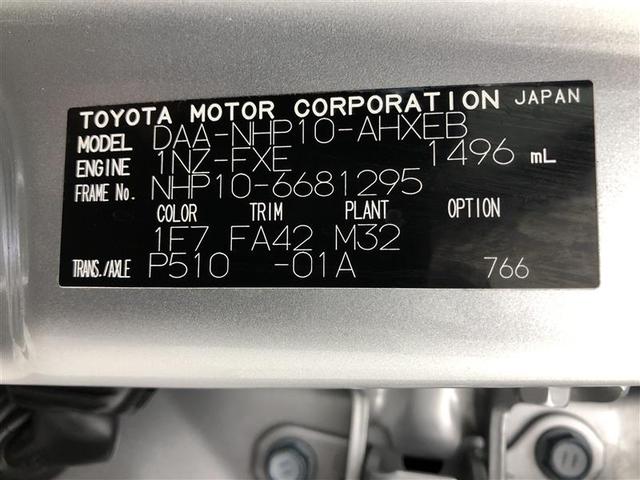 TOYOTA MOTOR CORPORATION JAPAN
MODEL DAA-NHP10-AHXEB
ENGINE 1NZ-FXE 1496 mL
FRAME No. NHP10-6681295
COLOR TRIM PLANT OPTION
1F7 FA42 M32
TRANS./AXLE P510 -01A 766